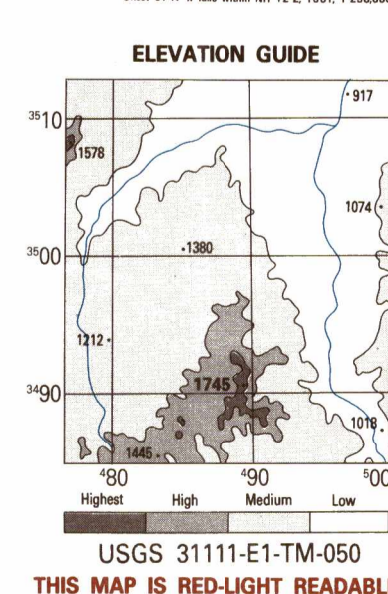 ELEVATION GUIDE
917
3510
1578
1074
1380
3500
1212
1745
3490
1018
1445
480 490 500
Highest High Medium Low
USGS 31111-E1-TM-050
THIS MAP IS RED-LIGHT READABLE